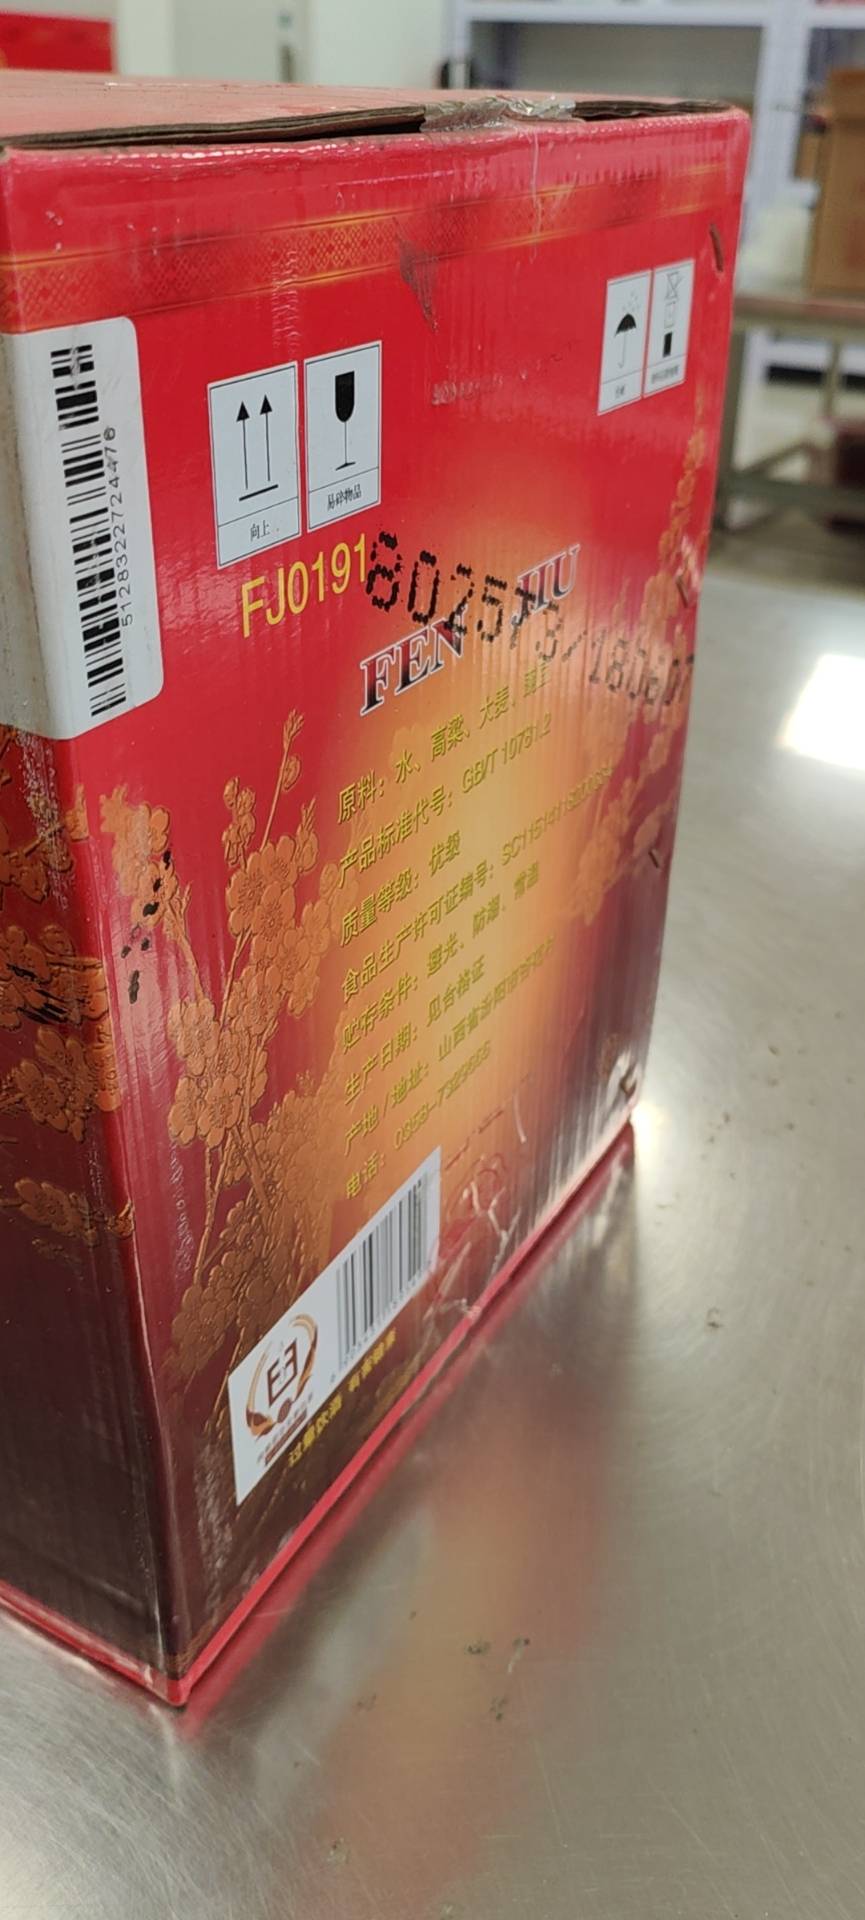 5128322724476
向上
易碎物品
FJ0191
FEN JIU
原料：水、高粱、大麦、豌豆
产品标准代号：GB/T 10781.2
质量等级：优级
食品生产许可证编号：
贮存条件：避光、防潮、常温
生产日期：见合格证
产地/地址：山西省汾阳市杏花村
电话：0358-
过量饮酒 有害健康